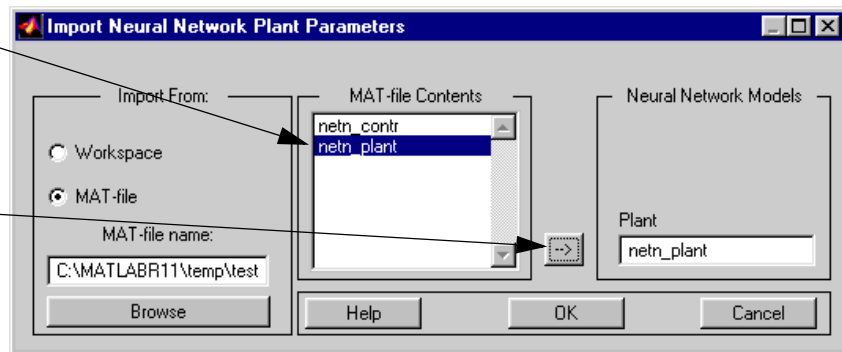 Import Neural Network Plant Parameters
Import From:
Workspace
MAT-file
MAT-file name:
C:\MATLABR11\temp\test
Browse
MAT-file Contents
netn_contr
netn_plant
-->
Neural Network Models
Plant
netn_plant
Help
OK
Cancel